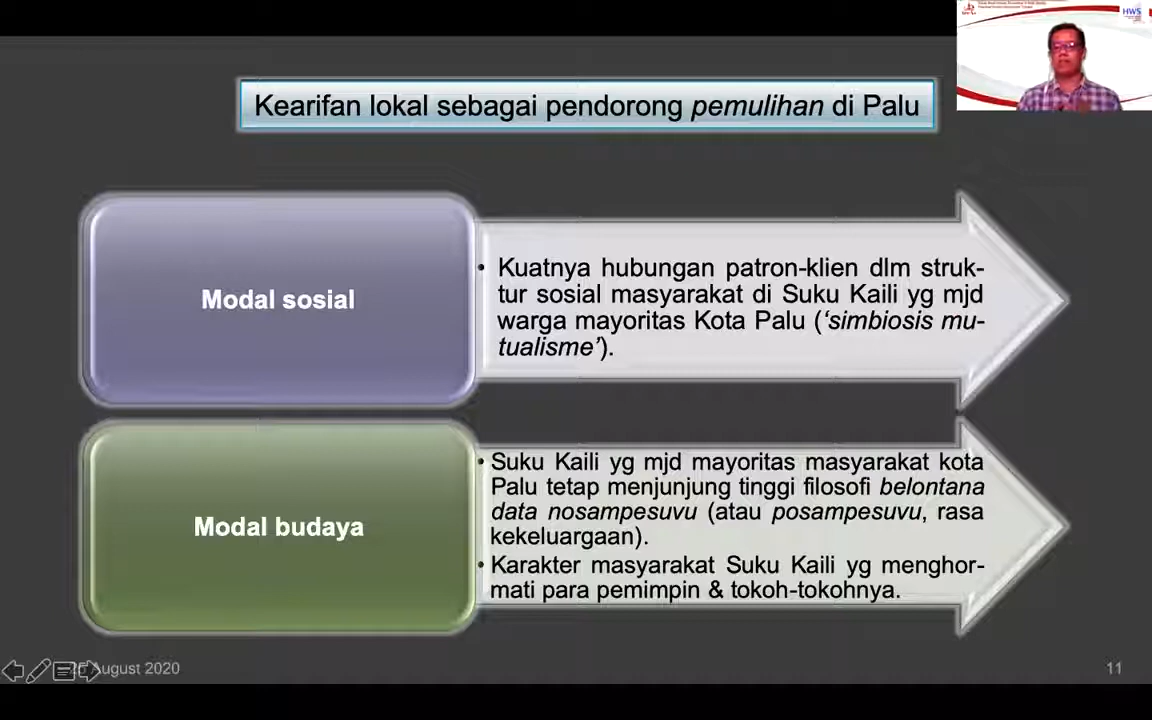 HWS
Kearifan lokal sebagai pendorong pemulihan di Palu
Modal sosial
• Kuatnya hubungan patron-klien dlm struk-
tur sosial masyarakat di Suku Kaili yg mjd
warga mayoritas Kota Palu (‘simbiosis mu-
tualisme’).
Modal budaya
• Suku Kaili yg mjd mayoritas masyarakat kota
Palu tetap menjunjung tinggi filosofi belontana
data nosampesuvu (atau posampesuvu, rasa
kekeluargaan).
• Karakter masyarakat Suku Kaili yg menghor-
mati para pemimpin & tokoh-tokohnya.
August 2020
11